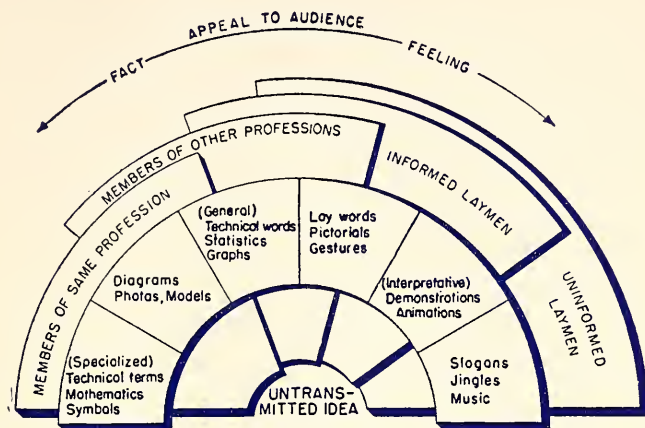 APPEAL TO AUDIENCE
FACT
FEELING
MEMBERS OF SAME PROFESSION
MEMBERS OF OTHER PROFESSIONS
INFORMED LAYMEN
UNINFORMED
LAYMEN
(Specialized)
Technical terms
Mathematics
Symbols
Diagrams
Photas, Models
(General)
Technical words
Statistics
Graphs
Lay words
Pictorials
Gestures
(Interpretative)
Demonstrations
Animations
Slogans
Jingles
Music
UNTRANS-
MITTED IDEA